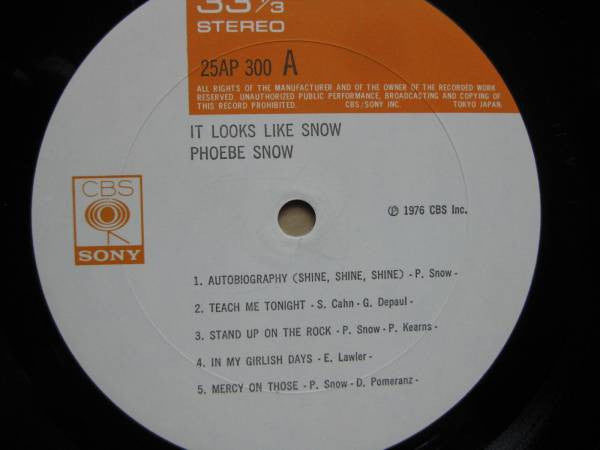 33 1/3
STEREO
25AP 300 A
ALL RIGHTS OF THE MANUFACTURER AND OF THE OWNER OF THE RECORDED WORK
RESERVED. UNAUTHORIZED PUBLIC PERFORMANCE, BROADCASTING AND COPYING OF
THIS RECORD PROHIBITED. CBS/SONY INC. TOKYO JAPAN.
IT LOOKS LIKE SNOW
PHOEBE SNOW
CBS
SONY
℗ 1976 CBS Inc.
1. AUTOBIOGRAPHY (SHINE, SHINE, SHINE) - P. Snow -
2. TEACH ME TONIGHT - S. Cahn - G. Depaul -
3. STAND UP ON THE ROCK - P. Snow - P. Kearns -
4. IN MY GIRLISH DAYS - E. Lawler -
5. MERCY ON THOSE - P. Snow - D. Pomeranz -